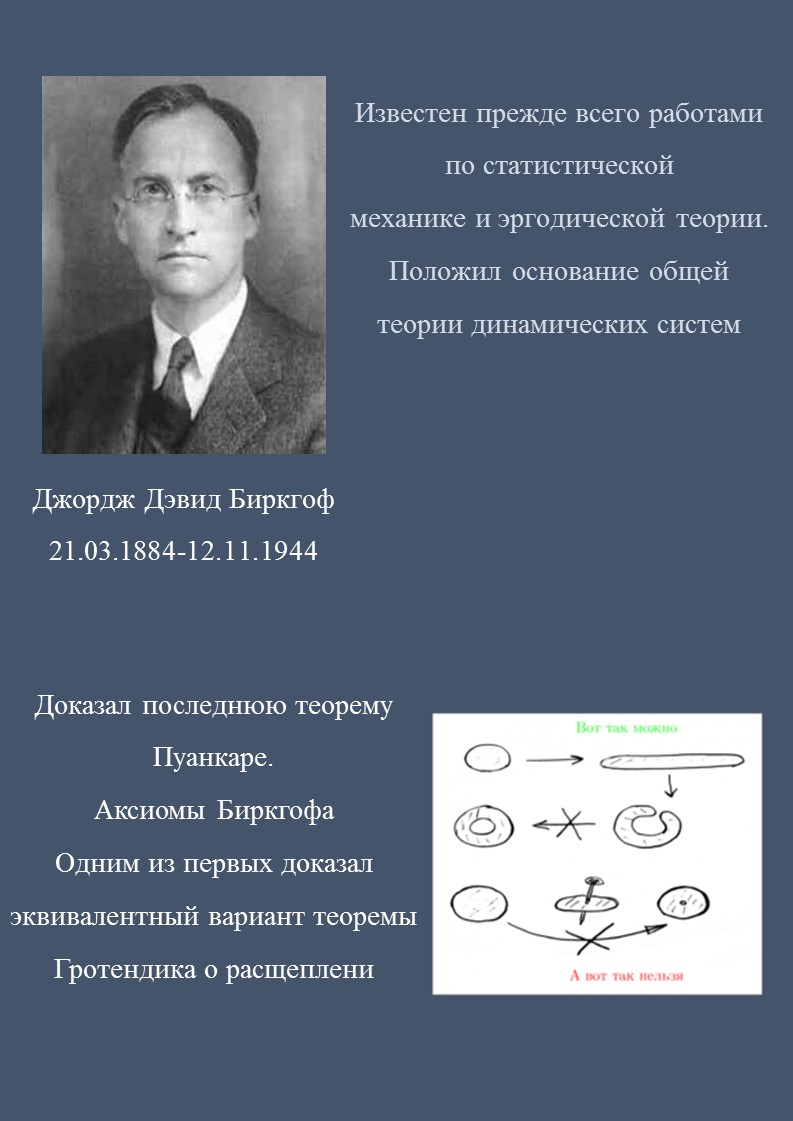 Известен прежде всего работами
по статистической
механике и эргодической теории.
Положил основание общей
теории динамических систем
Джордж Дэвид Биркгоф
21.03.1884-12.11.1944
Доказал последнюю теорему
Пуанкаре.
Аксиомы Биркгофа
Одним из первых доказал
эквивалентный вариант теоремы
Гротендика о расщеплени
Вот так можно
А вот так нельзя